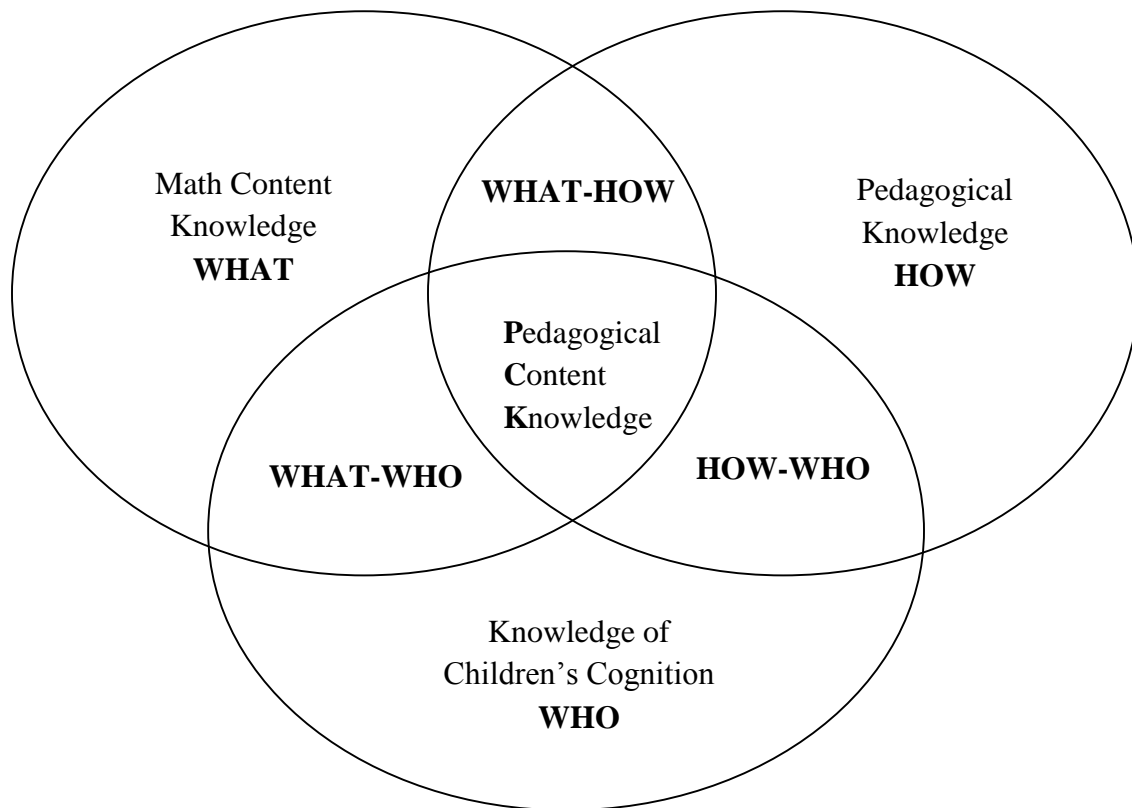 Math Content
Knowledge
WHAT
WHAT-HOW
Pedagogical
Knowledge
HOW
Pedagogical
Content
Knowledge
WHAT-WHO
HOW-WHO
Knowledge of
Children’s Cognition
WHO